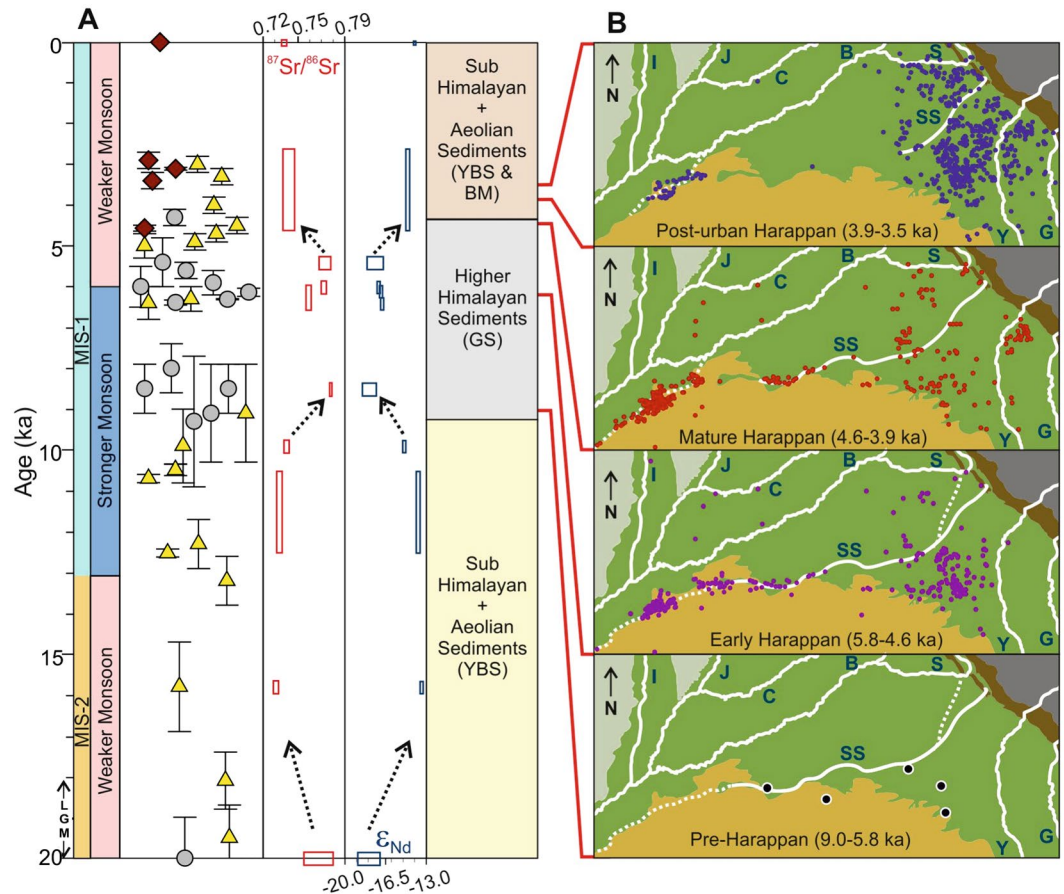 A
B
0.72
0.75
0.79
⁸⁷Sr/⁸⁶Sr
0
5
10
15
20
Age (ka)
MIS-1
MIS-2
LGM
Weaker Monsoon
Stronger Monsoon
Weaker Monsoon
εNd
-20.0
-16.5
-13.0
Sub
Himalayan
+
Aeolian
Sediments
(YBS &
BM)
Higher
Himalayan
Sediments
(GS)
Sub
Himalayan
+
Aeolian
Sediments
(YBS)
N
I
J
C
B
S
SS
Y
G
Post-urban Harappan (3.9-3.5 ka)
N
I
J
C
B
S
SS
Y
G
Mature Harappan (4.6-3.9 ka)
N
I
J
C
B
S
SS
Y
G
Early Harappan (5.8-4.6 ka)
N
I
J
C
B
S
SS
Y
G
Pre-Harappan (9.0-5.8 ka)